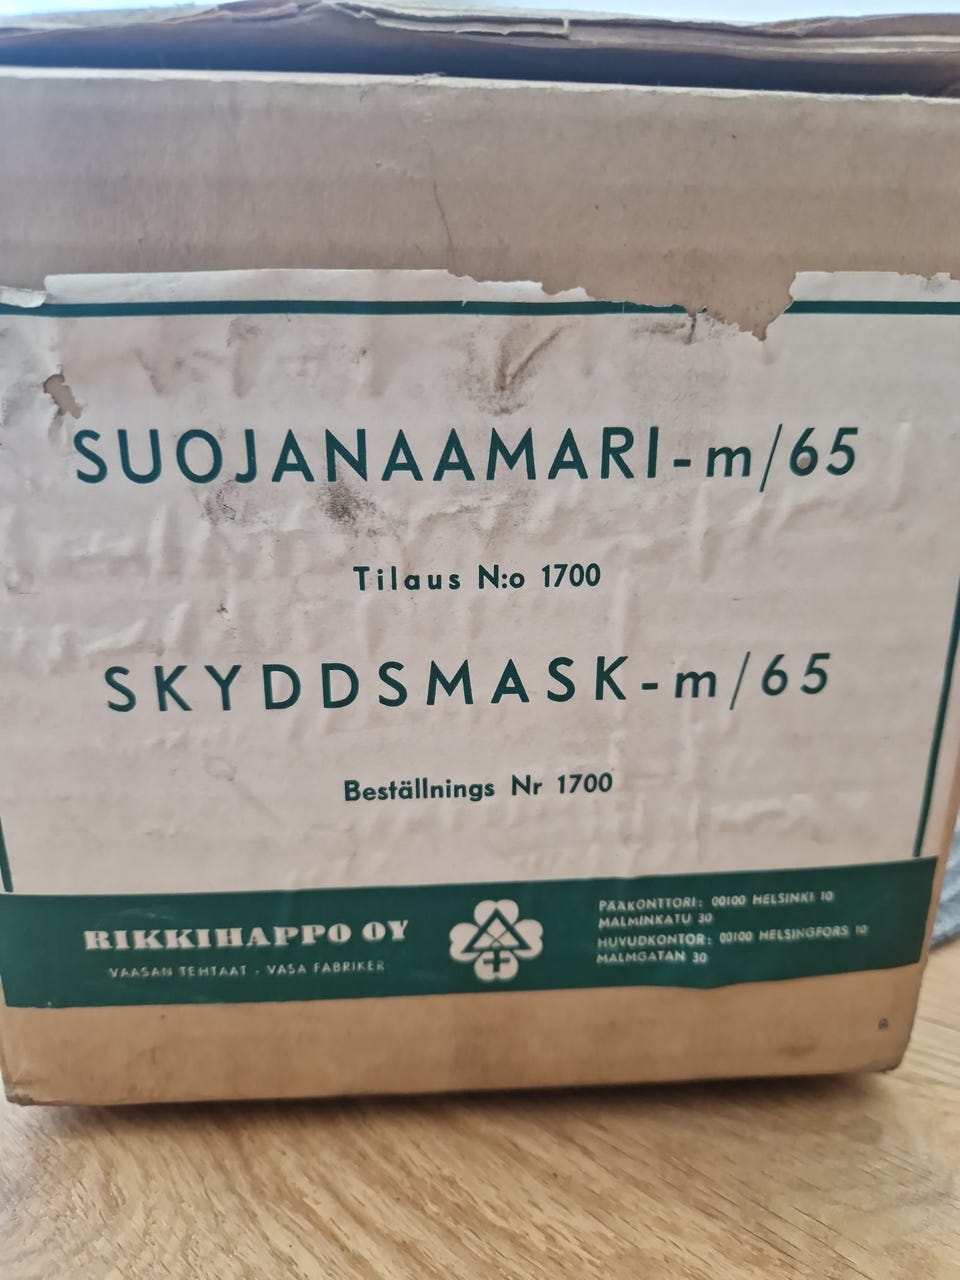 SUOJANAAMARI-m/65
Tilaus N:o 1700
SKYDDSMASK-m/65
Beställnings Nr 1700
RIKKIHAPPO OY
VAASAN TEHTAAT - VASA FABRIKER
PÄÄKONTTORI: 00100 HELSINKI 10
MALMINKATU 30
HUVUDKONTOR: 00100 HELSINGFORS 10
MALMGATAN 30